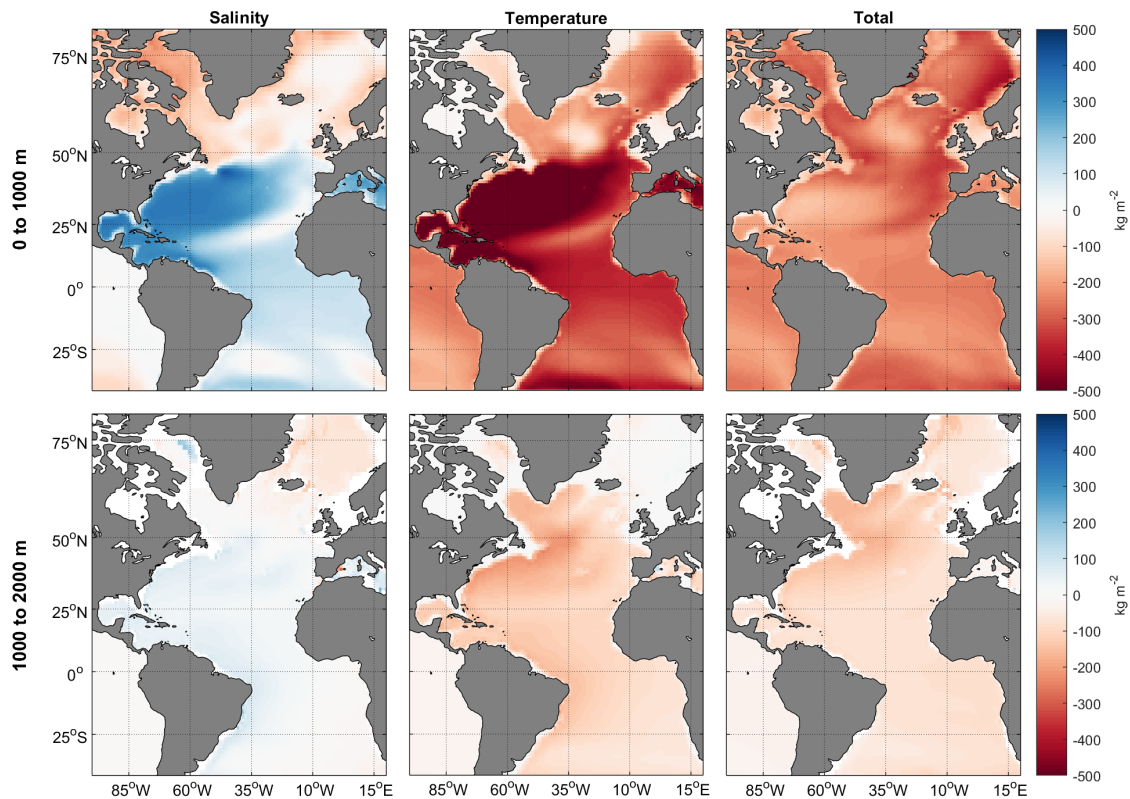 Salinity Temperature Total
0 to 1000 m
75°N
50°N
25°N
0°
25°S
500
400
300
200
100
0
-100
-200
-300
-400
-500
kg m⁻²
1000 to 2000 m
75°N
50°N
25°N
0°
25°S
500
400
300
200
100
0
-100
-200
-300
-400
-500
kg m⁻²
85°W 60°W 35°W 10°W 15°E 85°W 60°W 35°W 10°W 15°E 85°W 60°W 35°W 10°W 15°E